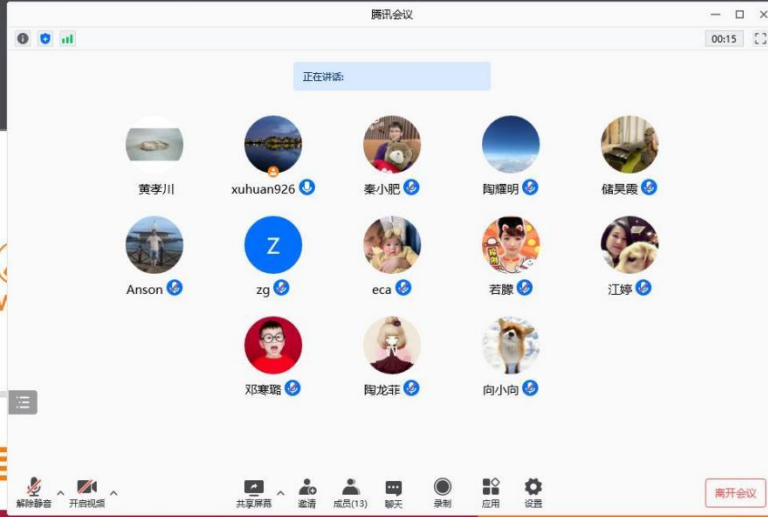 腾讯会议
00:15
正在讲话:
黄孝川 xuhuan926 秦小肥 陶耀明 储昊霞
Z
Anson zg eca 若朦 江婷
邓寒璐 陶龙菲 向小向
解除静音 开启视频 共享屏幕 邀请 成员(13) 聊天 录制 应用 设置 离开会议